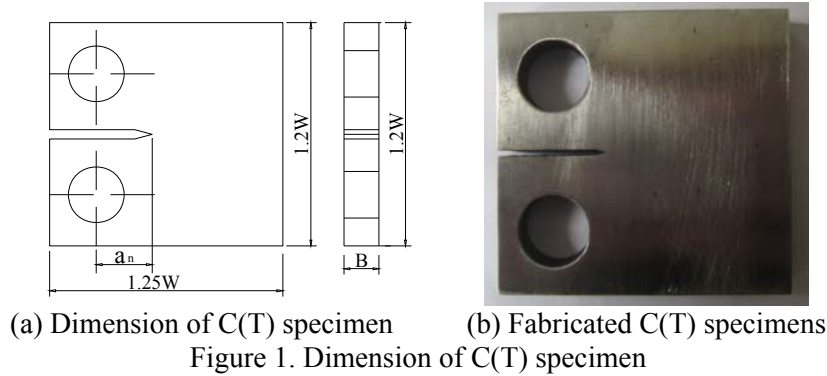 1.2W
1.2W
aₙ
B
1.25W
(a) Dimension of C(T) specimen
(b) Fabricated C(T) specimens
Figure 1. Dimension of C(T) specimen